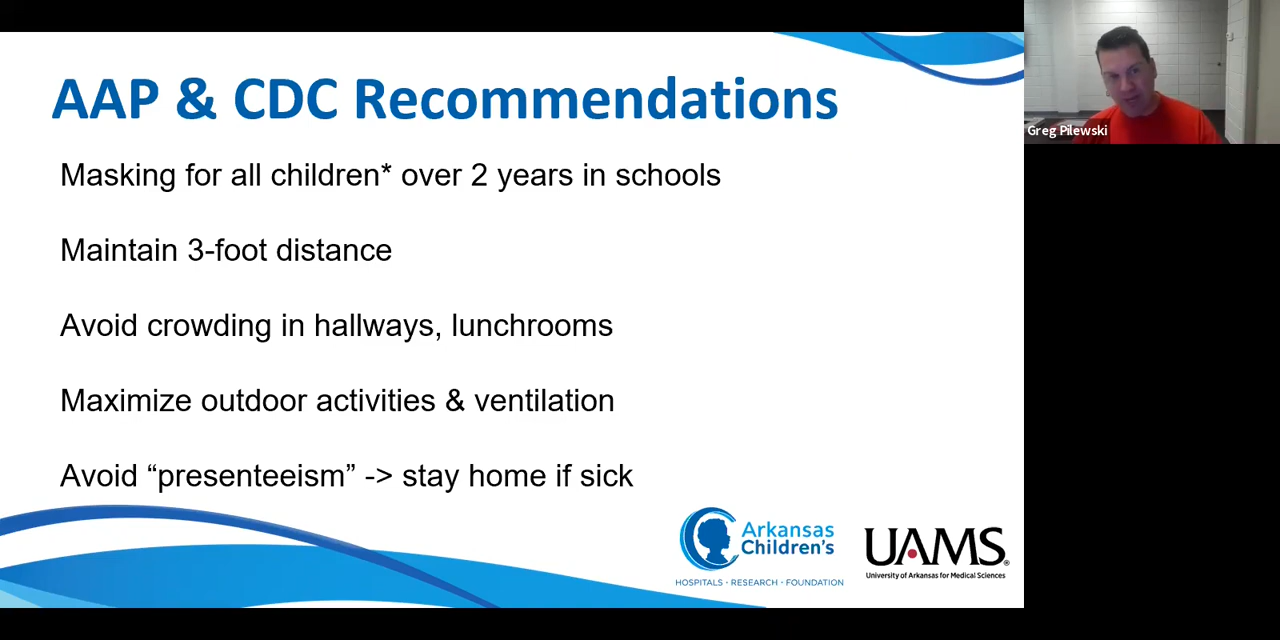 AAP & CDC Recommendations
Masking for all children* over 2 years in schools
Maintain 3-foot distance
Avoid crowding in hallways, lunchrooms
Maximize outdoor activities & ventilation
Avoid “presenteeism” -> stay home if sick
Arkansas
Children's
HOSPITALS · RESEARCH · FOUNDATION
UAMS®
University of Arkansas for Medical Sciences
Greg Pilewski